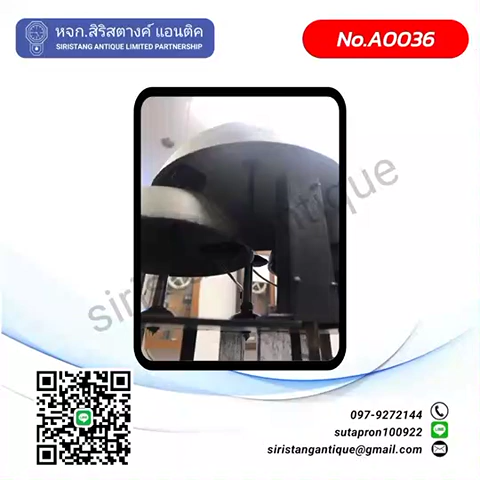 หจก.สิริสตางค์ แอนติค
SIRISTANG ANTIQUE LIMITED PARTNERSHIP
No.A0036
siristangantique
097-9272144
sutapron100922
siristangantique@gmail.com